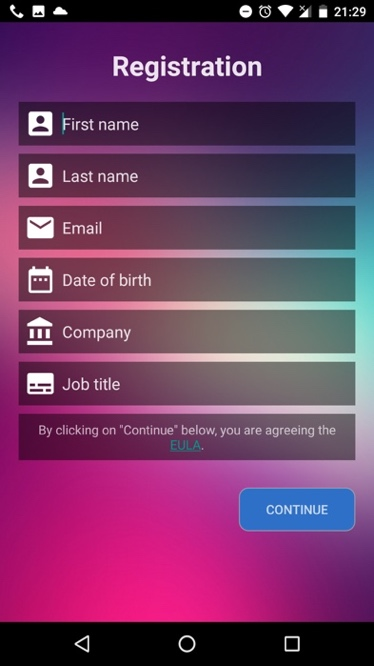 21:29
Registration
First name
Last name
Email
Date of birth
Company
Job title
By clicking on "Continue" below, you are agreeing the
EULA.
CONTINUE